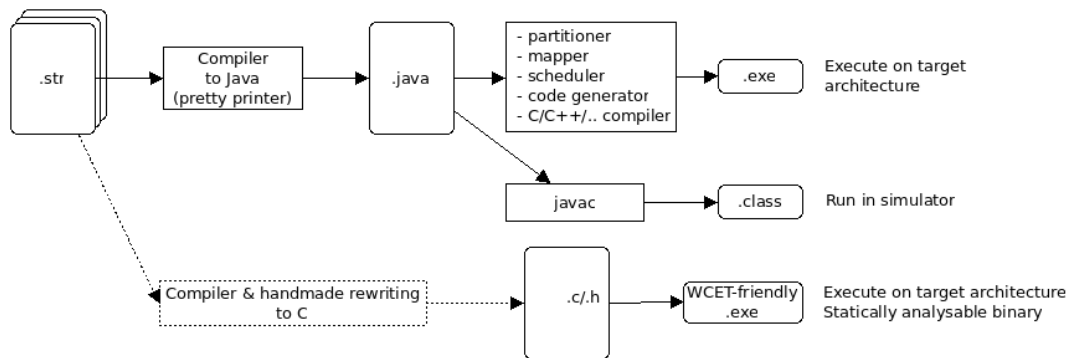 .str
Compiler
to Java
(pretty printer)
.java
- partitioner
- mapper
- scheduler
- code generator
- C/C++/.. compiler
.exe
Execute on target
architecture
javac
.class
Run in simulator
Compiler & handmade rewriting
to C
.c/.h
WCET-friendly
.exe
Execute on target architecture
Statically analysable binary